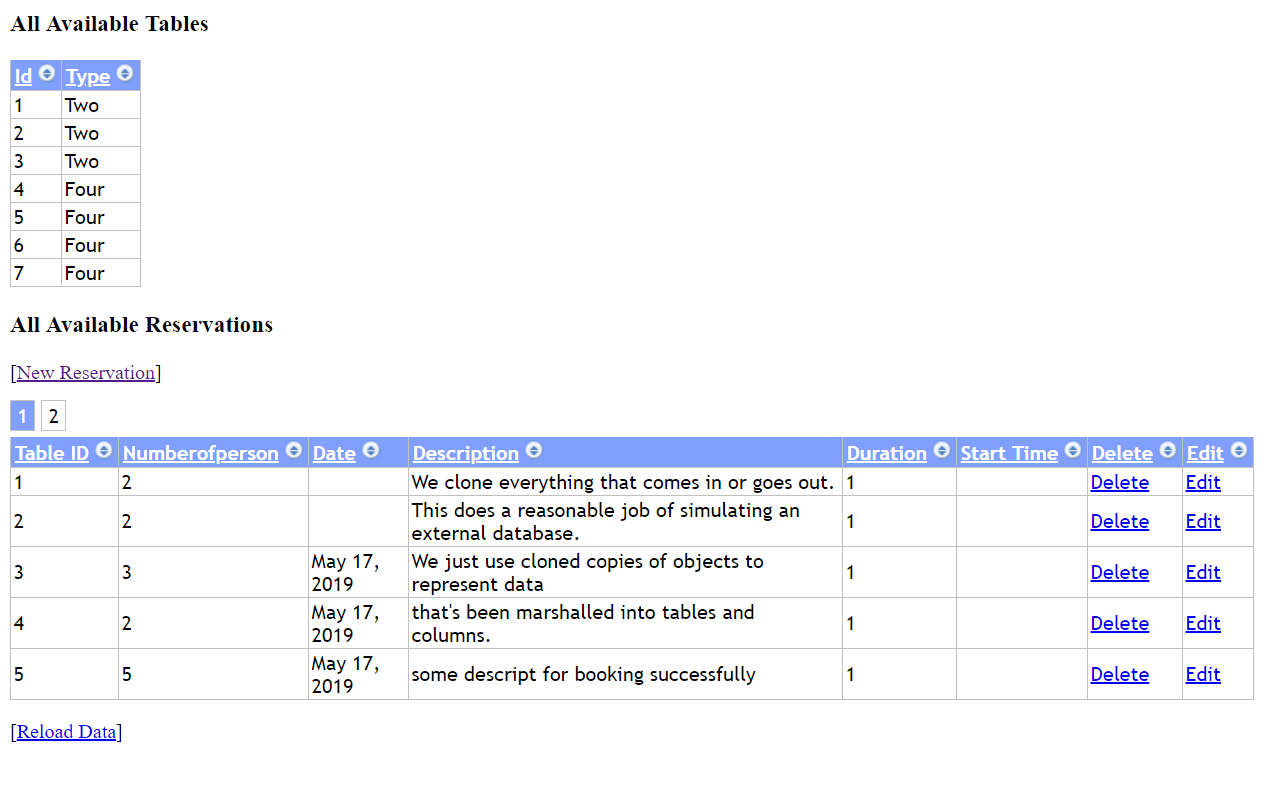 All Available Tables
Id Type
1 Two
2 Two
3 Two
4 Four
5 Four
6 Four
7 Four
All Available Reservations
[New Reservation]
1 2
Table ID Numberofperson Date Description Duration Start Time Delete Edit
1 2 We clone everything that comes in or goes out. 1 Delete Edit
2 2 This does a reasonable job of simulating an
external database. 1 Delete Edit
3 3 May 17,
2019 We just use cloned copies of objects to
represent data 1 Delete Edit
4 2 May 17,
2019 that's been marshalled into tables and
columns. 1 Delete Edit
5 5 May 17,
2019 some descript for booking successfully 1 Delete Edit
[Reload Data]